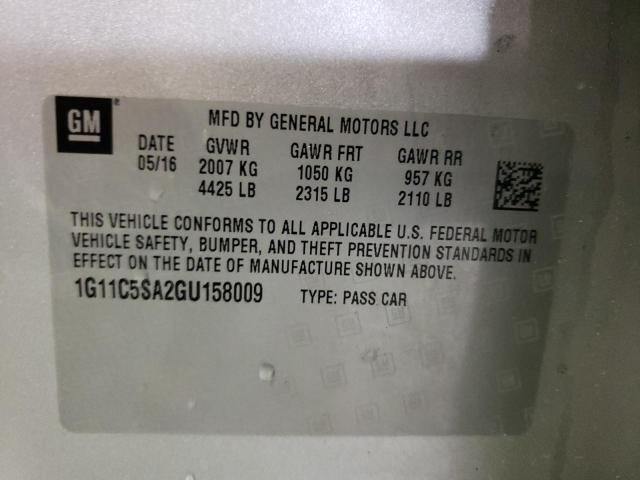 GM
MFD BY GENERAL MOTORS LLC
DATE GVWR GAWR FRT GAWR RR
05/16 2007 KG 1050 KG 957 KG
4425 LB 2315 LB 2110 LB
THIS VEHICLE CONFORMS TO ALL APPLICABLE U.S. FEDERAL MOTOR
VEHICLE SAFETY, BUMPER, AND THEFT PREVENTION STANDARDS IN
EFFECT ON THE DATE OF MANUFACTURE SHOWN ABOVE.
1G11C5SA2GU158009 TYPE: PASS CAR